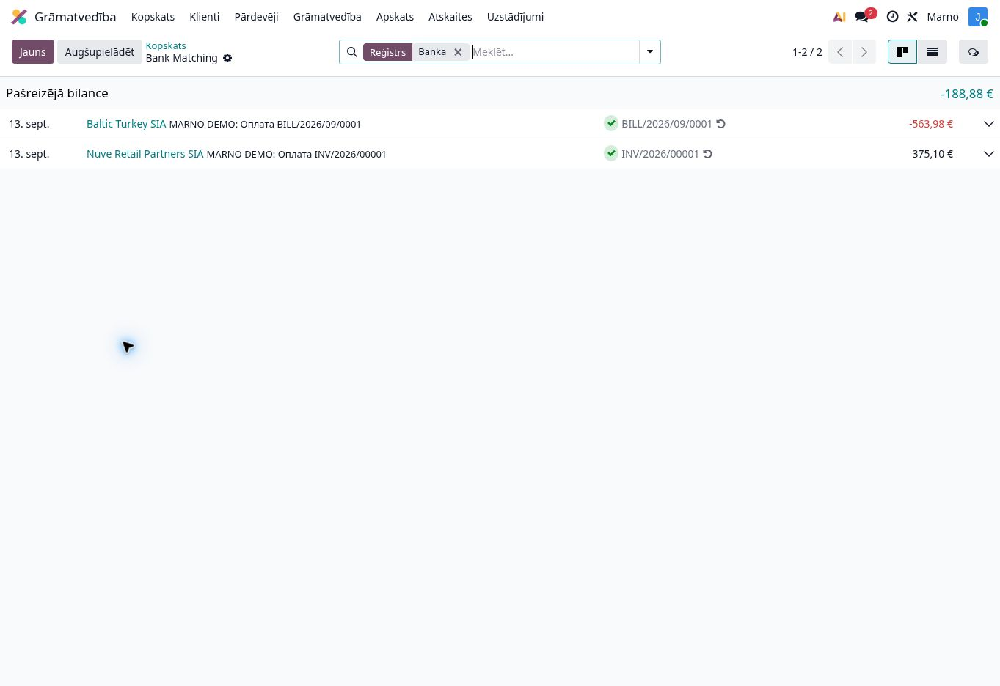 Grāmatvedība Kopskats Klienti Pārdevēji Grāmatvedība Apskats Atskaites Uzstādījumi AI 2 Marno J
Jauns Augšupielādēt Kopskats
Bank Matching
Reģistrs Banka Meklēt... 1-2 / 2
Pašreizējā bilance -188,88 €
13. sept. Baltic Turkey SIA MARNO DEMO: Оплата BILL/2026/09/0001 BILL/2026/09/0001 -563,98 €
13. sept. Nuve Retail Partners SIA MARNO DEMO: Оплата INV/2026/00001 INV/2026/00001 375,10 €